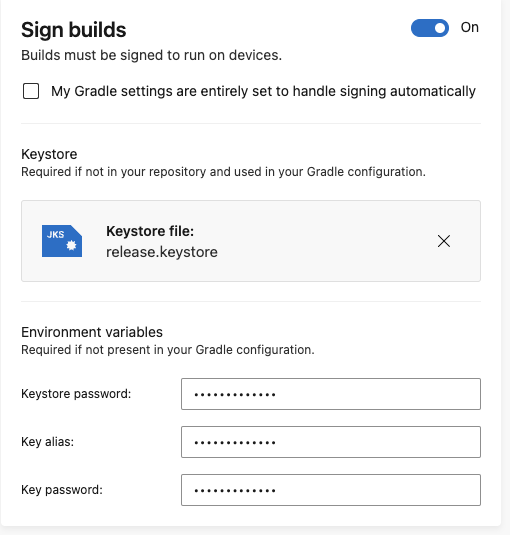 Sign builds
On
Builds must be signed to run on devices.
My Gradle settings are entirely set to handle signing automatically
Keystore
Required if not in your repository and used in your Gradle configuration.
JKS
Keystore file:
release.keystore
Environment variables
Required if not present in your Gradle configuration.
Keystore password: •••••••••••••
Key alias: •••••••••••••
Key password: •••••••••••••